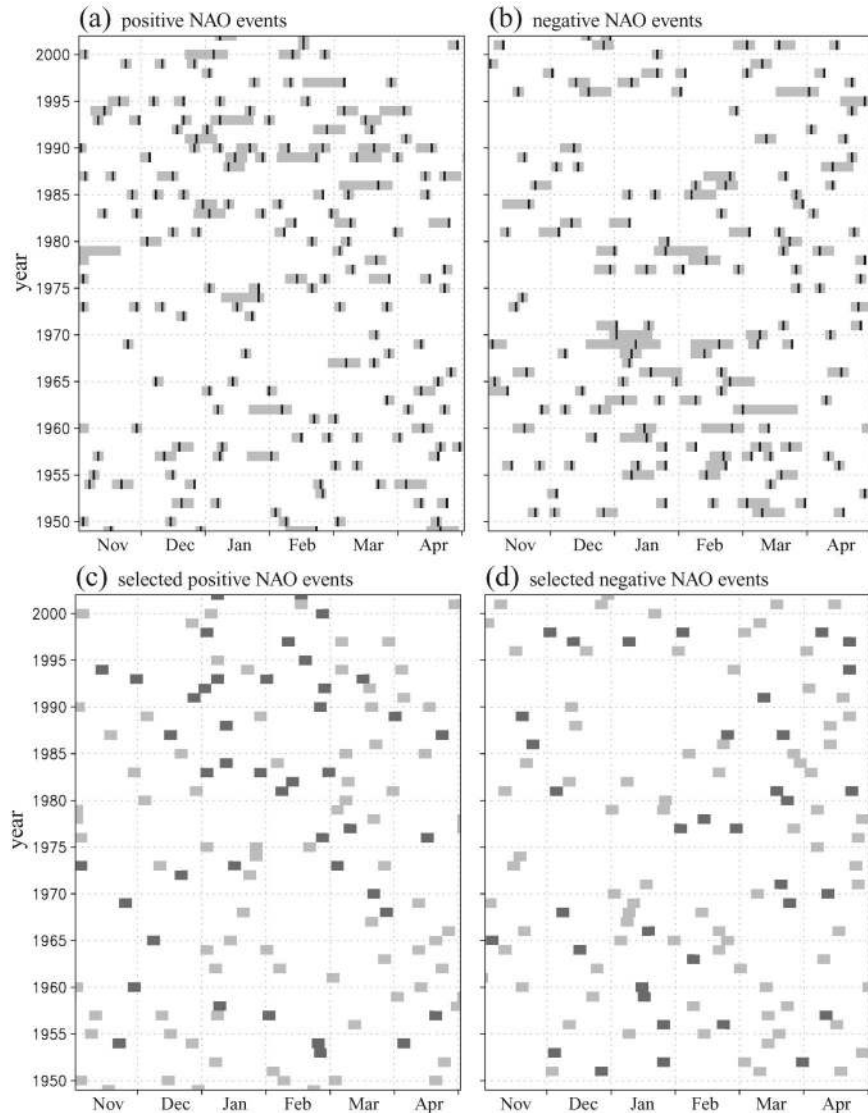 (a) positive NAO events
(b) negative NAO events
2000
1995
1990
1985
1980
1975
1970
1965
1960
1955
1950
year
Nov Dec Jan Feb Mar Apr
Nov Dec Jan Feb Mar Apr
(c) selected positive NAO events
(d) selected negative NAO events
2000
1995
1990
1985
1980
1975
1970
1965
1960
1955
1950
year
Nov Dec Jan Feb Mar Apr
Nov Dec Jan Feb Mar Apr